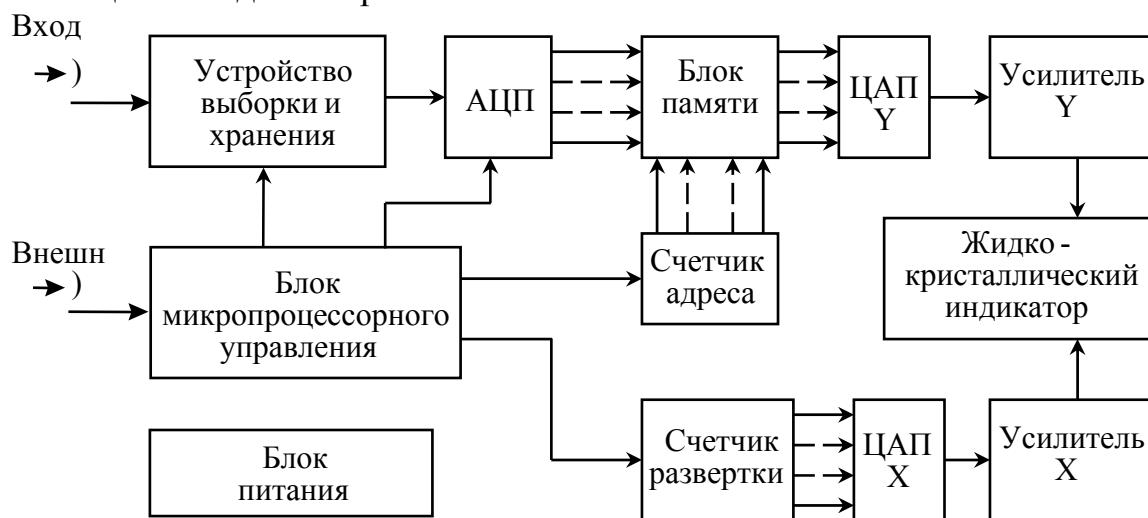 Вход
Устройство
выборки и
хранения
АЦП
Блок
памяти
ЦАП
Y
Усилитель
Y
Внешн
Блок
микропроцессорного
управления
Счетчик
адреса
Жидко -
кристаллический
индикатор
Блок
питания
Счетчик
развертки
ЦАП
X
Усилитель
X